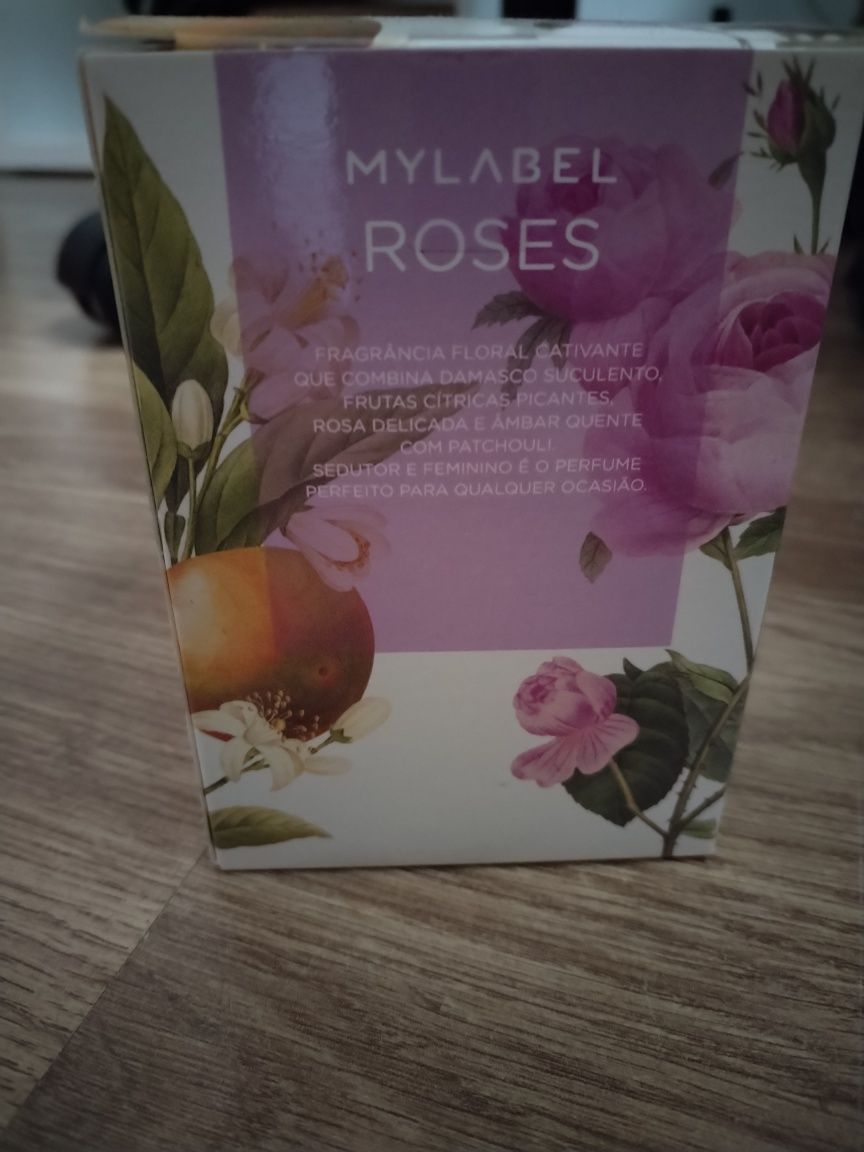 MYLABEL
ROSES
FRAGRÂNCIA FLORAL CATIVANTE
QUE COMBINA DAMASCO SUCULENTO,
FRUTAS CÍTRICAS PICANTES,
ROSA DELICADA E ÂMBAR QUENTE
COM PATCHOULI.
SEDUTOR E FEMININO É O PERFUME
PERFEITO PARA QUALQUER OCASIÃO.